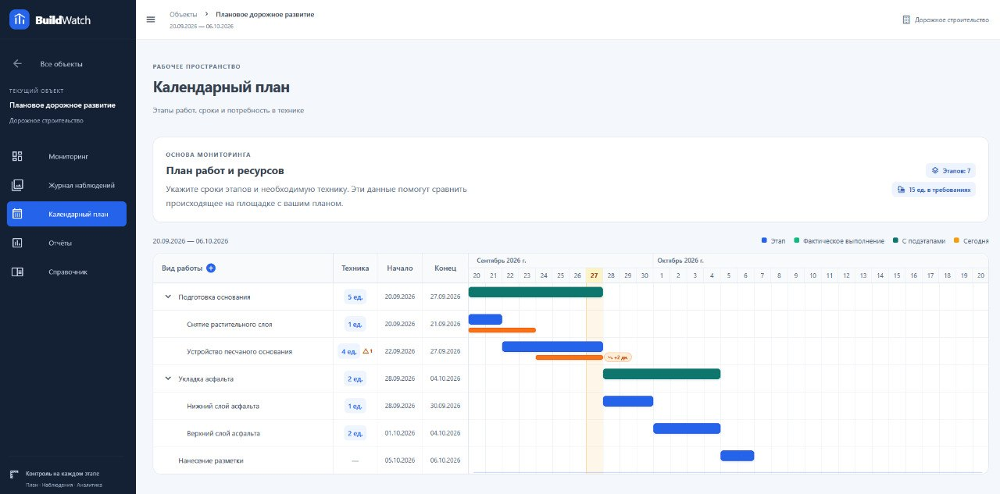 BuildWatch
Объекты > Плановое дорожное развитие
20.09.2026 — 06.10.2026
Дорожное строительство
Все объекты
ТЕКУЩИЙ ОБЪЕКТ
Плановое дорожное развитие
Дорожное строительство
Мониторинг
Журнал наблюдений
Календарный план
Отчёты
Справочник
Контроль на каждом этапе
План · Наблюдения · Аналитика
РАБОЧЕЕ ПРОСТРАНСТВО
Календарный план
Этапы работ, сроки и потребность в технике
ОСНОВА МОНИТОРИНГА
План работ и ресурсов
Укажите сроки этапов и необходимую технику. Эти данные помогут сравнить
происходящее на площадке с вашим планом.
Этапов: 7
15 ед. в требованиях
20.09.2026 — 06.10.2026
Этап Фактическое выполнение С подэтапами Сегодня
Вид работы Техника Начало Конец
Сентябрь 2026 г. Октябрь 2026 г.
20 21 22 23 24 25 26 27 28 29 30 1 2 3 4 5 6 7 8 9 10 11 12 13 14 15 16 17 18 19 20
Подготовка основания 5 ед. 20.09.2026 27.09.2026
Снятие растительного слоя 1 ед. 20.09.2026 21.09.2026
Устройство песчаного основания 4 ед. 1 22.09.2026 27.09.2026 +2 дн.
Укладка асфальта 2 ед. 28.09.2026 04.10.2026
Нижний слой асфальта 1 ед. 28.09.2026 30.09.2026
Верхний слой асфальта 2 ед. 01.10.2026 04.10.2026
Нанесение разметки — 05.10.2026 06.10.2026